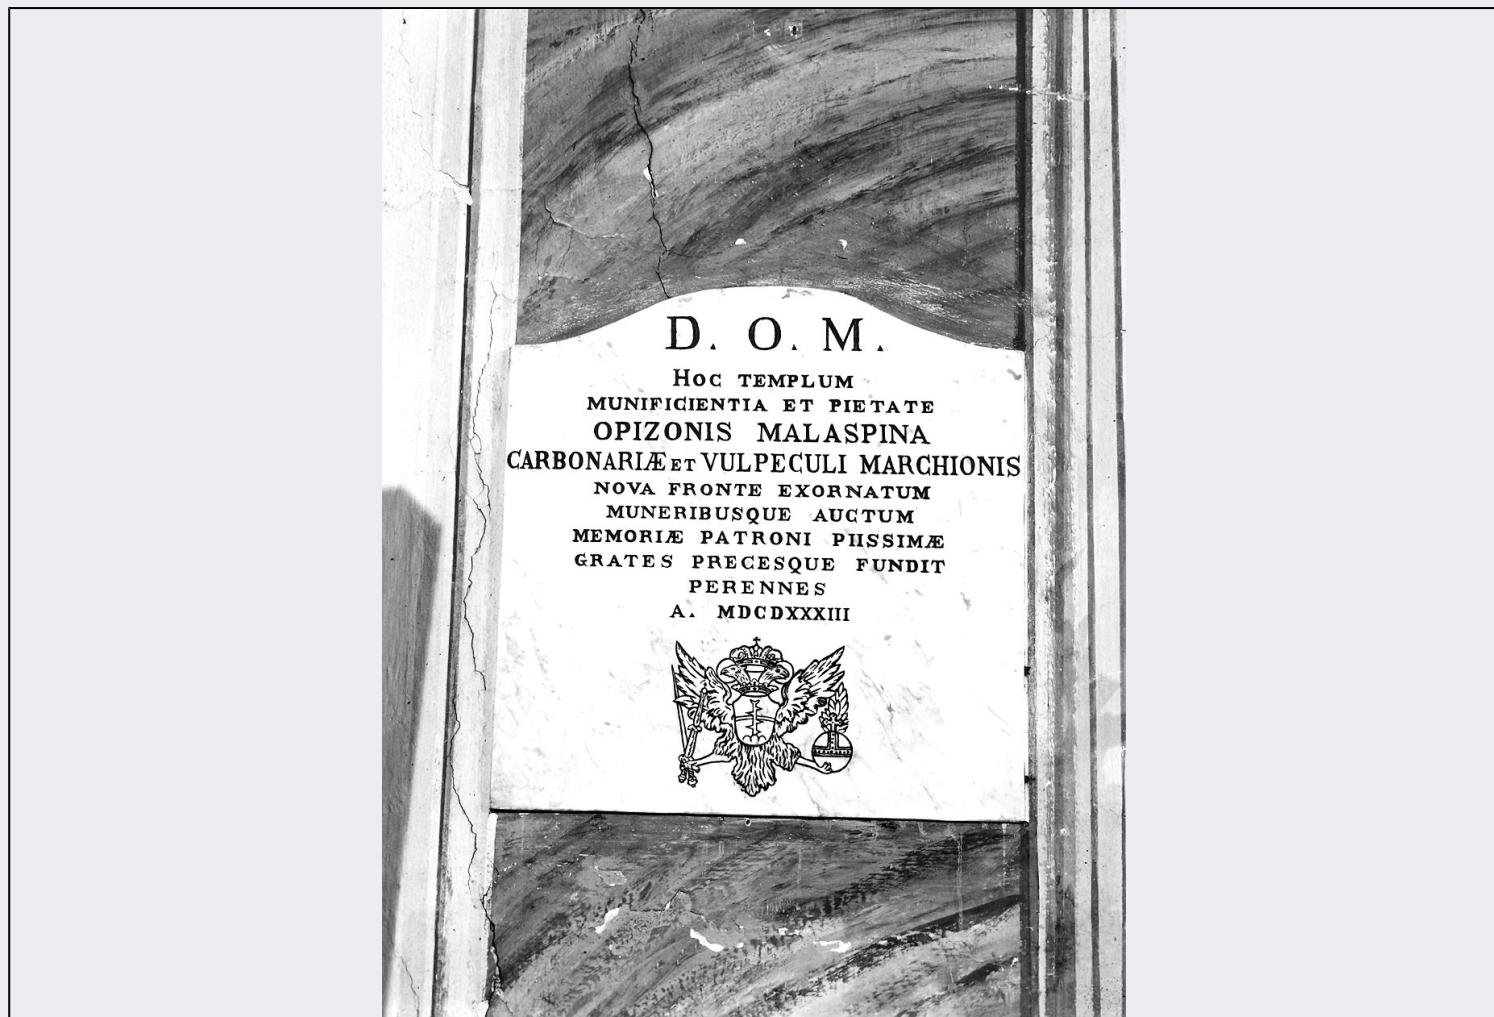 D. O. M.
HOC TEMPLUM
MUNIFICIENTIA ET PIETATE
OPIZONIS MALASPINA
CARBONARIÆ ET VULPECULI MARCHIONIS
NOVA FRONTE EXORNATUM
MUNERIBUSQUE AUCTUM
MEMORIÆ PATRONI PIISSIMÆ
GRATES PRECESQUE FUNDIT
PERENNES
A. MDCDXXXIII